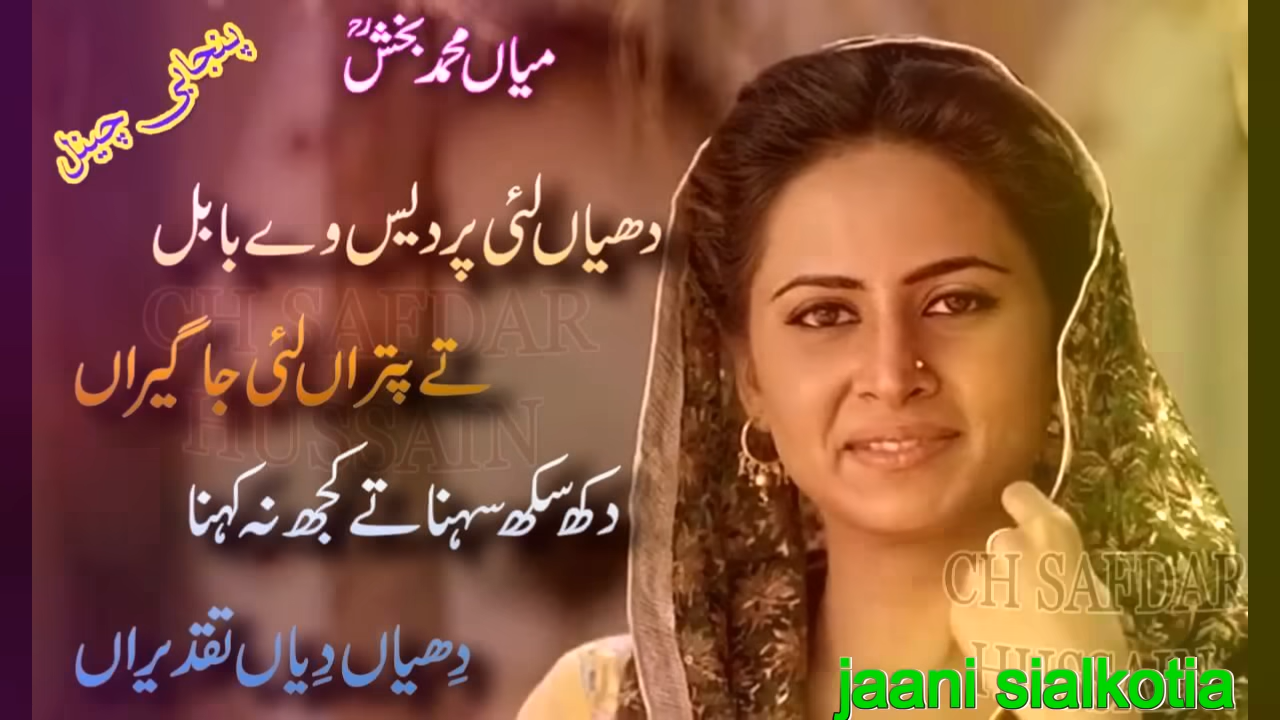 میاں محمد بخشؒ
پنجابی چینل
دھیاں لئی پردیس وے بابل
تے پتراں لئی جاگیراں
دکھ سکھ سہنا تے کجھ نہ کہنا
دِھیاں دِیاں تقدیراں
CH SAFDAR
HUSSAIN
CH SAFDAR
HUSSAIN
jaani sialkotia